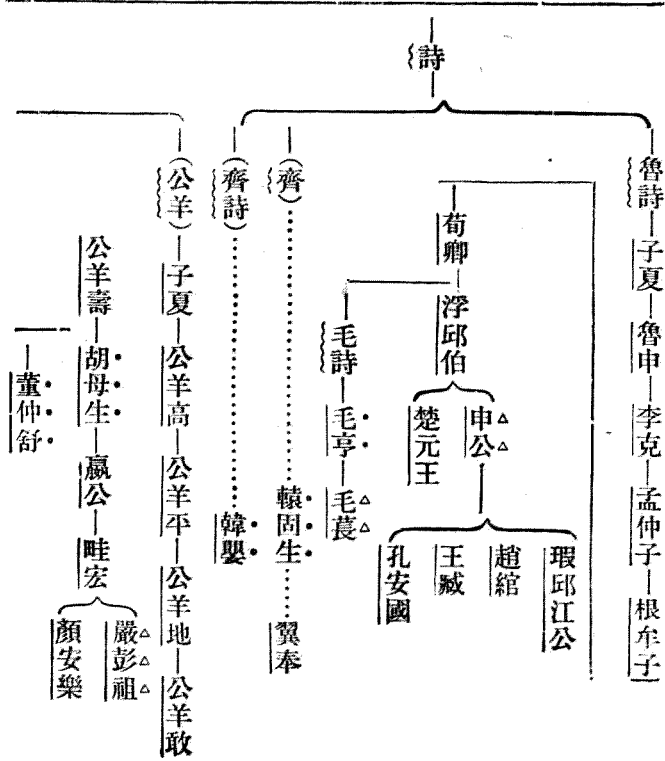 詩
魯詩—子夏—魯申—李克—孟仲子—根牟子
荀卿—浮邱伯
申公
瑕邱江公
趙綰
王臧
孔安國
楚元王
毛詩—毛亨—毛萇
(齊)……轅固生……翼奉
(齊詩)……韓嬰
(公羊)—子夏—公羊高—公羊平—公羊地—公羊敢
公羊壽—胡母生—嬴公—畦宏
嚴彭祖
顏安樂
董仲舒